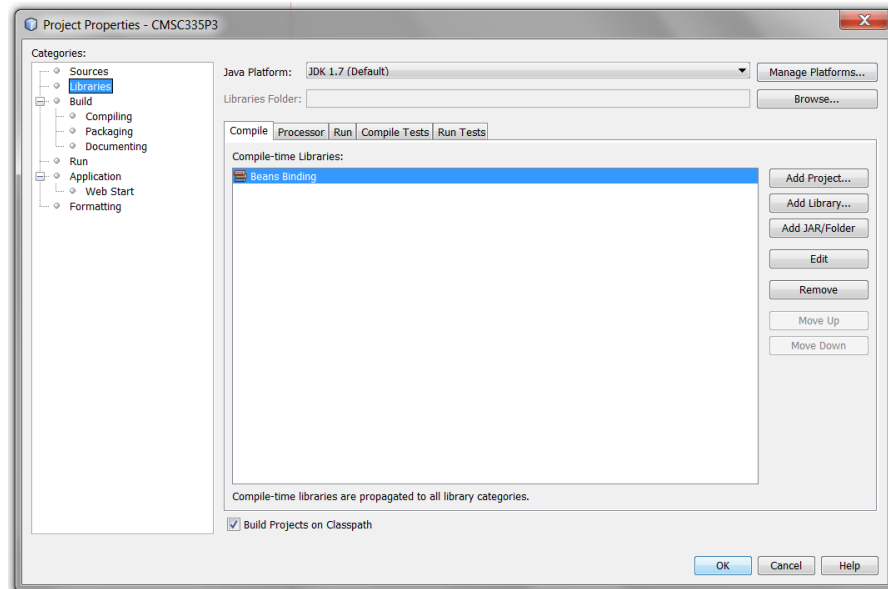 Project Properties - CMSC335P3
Categories:
Sources
Libraries
Build
Compiling
Packaging
Documenting
Run
Application
Web Start
Formatting
Java Platform: JDK 1.7 (Default) Manage Platforms...
Libraries Folder: Browse...
Compile Processor Run Compile Tests Run Tests
Compile-time Libraries:
Beans Binding
Add Project...
Add Library...
Add JAR/Folder
Edit
Remove
Move Up
Move Down
Compile-time libraries are propagated to all library categories.
Build Projects on Classpath
OK Cancel Help